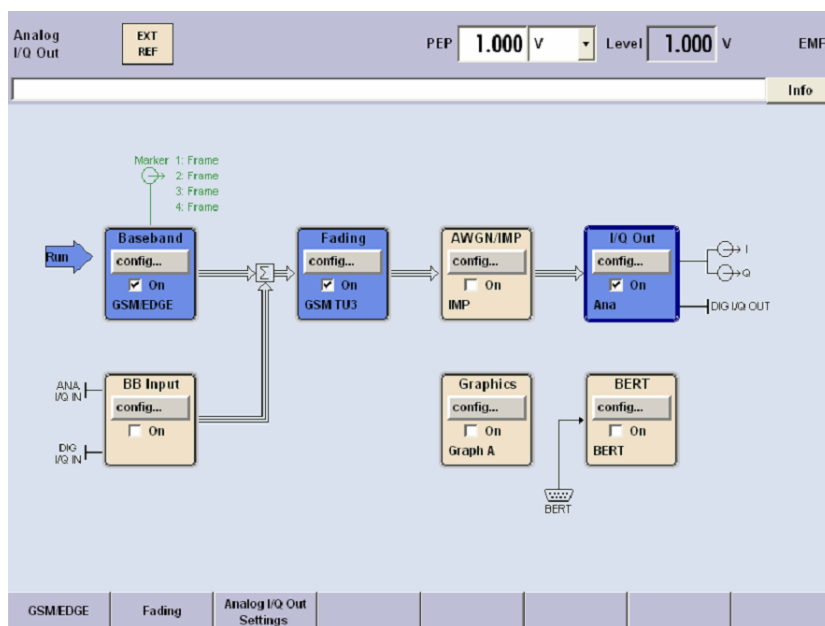 Analog
I/Q Out
EXT
REF
PEP 1.000 V Level 1.000 V EMF
Info
Marker 1: Frame
2: Frame
3: Frame
4: Frame
Run
Baseband
config...
On
GSM/EDGE
Σ
Fading
config...
On
GSM TU3
AWGN/IMP
config...
On
IMP
I/Q Out
config...
On
Ana
I
Q
DIG I/Q OUT
ANA
I/Q IN
DIG
I/Q IN
BB Input
config...
On
Graphics
config...
On
Graph A
BERT
config...
On
BERT
BERT
GSM/EDGE
Fading
Analog I/Q Out
Settings